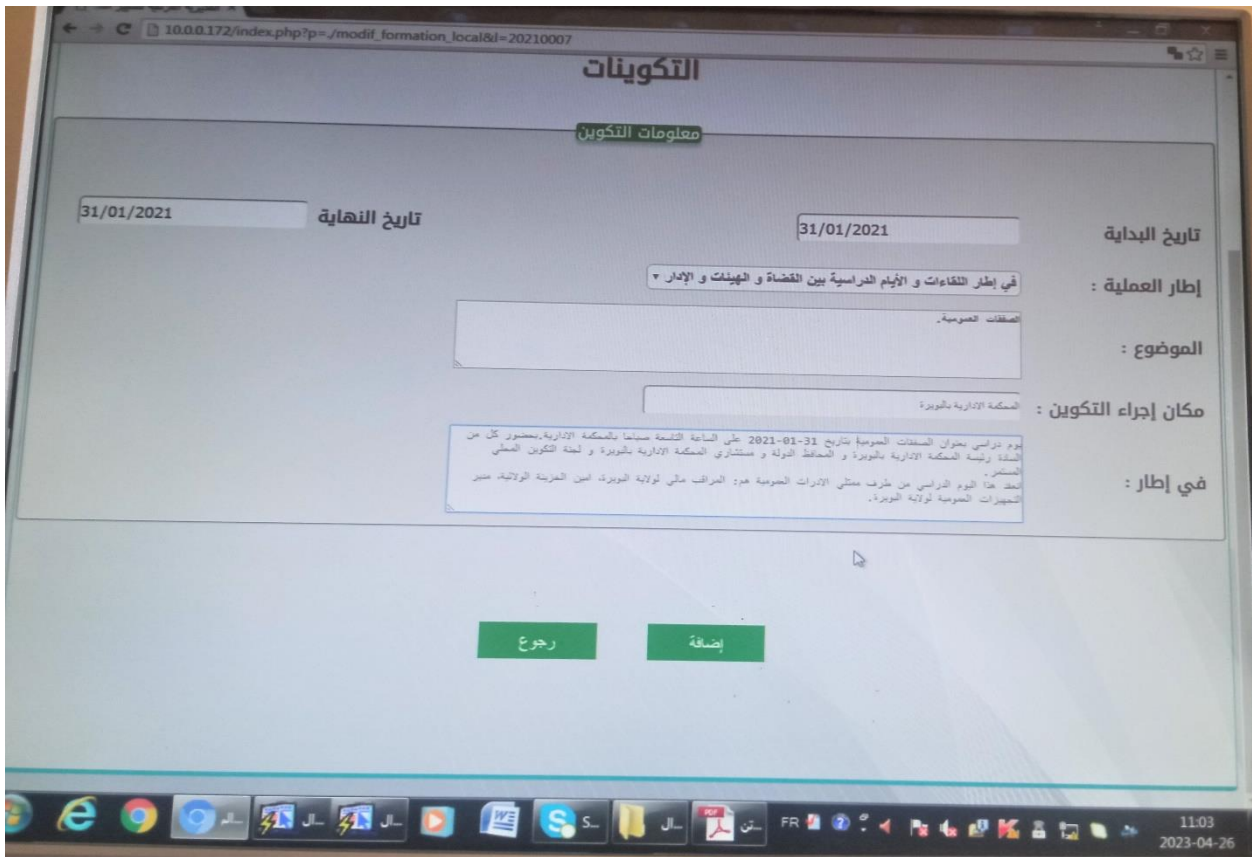 10.0.0.172/index.php?p=./modif_formation_local&l=20210007
التكوينات
معلومات التكوين
تاريخ البداية 31/01/2021 تاريخ النهاية 31/01/2021
إطار العملية : في إطار اللقاءات و الأيام الدراسية بين القضاة و الهيئات و الإدار
الموضوع : الصفقات العمومية.
مكان إجراء التكوين : المحكمة الادارية بالبويرة
في إطار :
يوم دراسي بعنوان الصفقات العمومية بتاريخ 31-01-2021 على الساعة التاسعة صباحا بالمحكمة الادارية.بحضور كل من
السادة رئيسة المحكمة الادارية بالبويرة و المحافظ الدولة و مستشاري المحكمة الادارية بالبويرة و لجنة التكوين المحلي
المستمر.
انعقد هذا اليوم الدراسي من طرف ممثلي الادرات العمومية هم: المراقب مالي لولاية البويرة، امين الخزينة الولائية، مدير
التجهيزات العمومية لولاية البويرة.
إضافة رجوع
S...
FR
11:03
2023-04-26